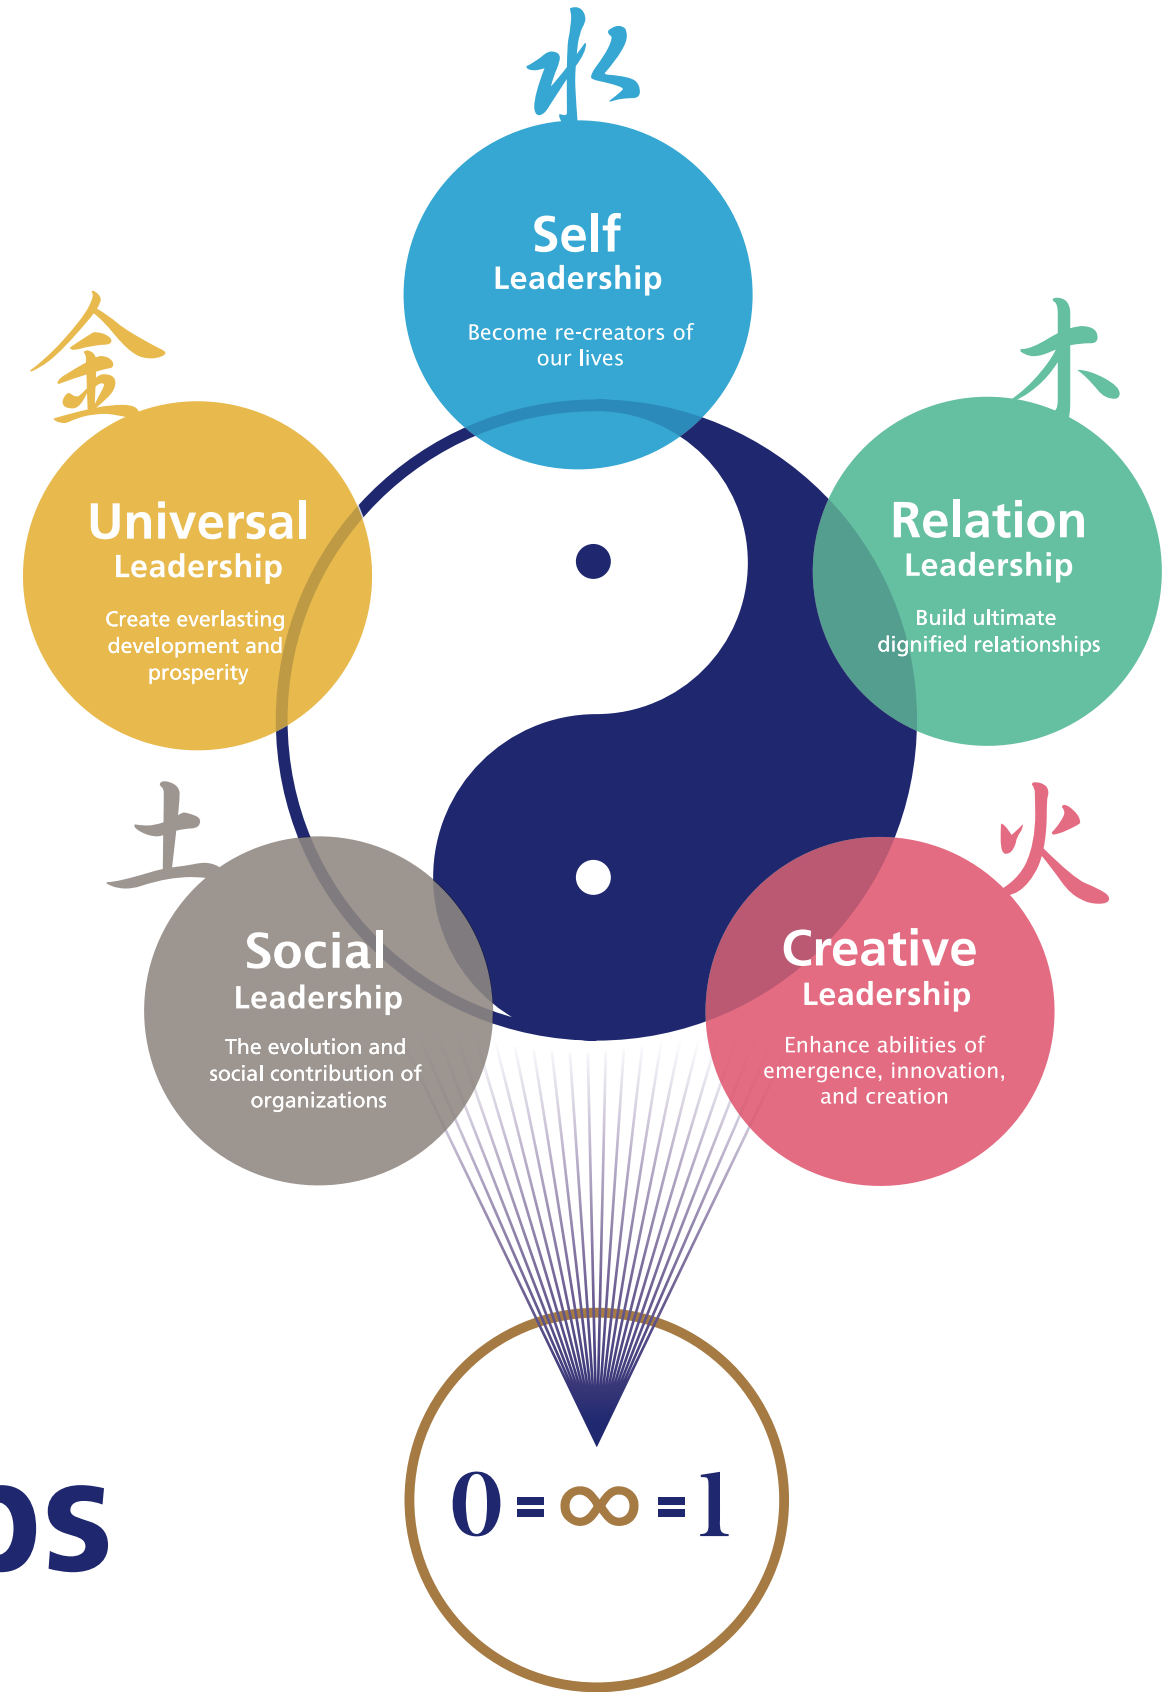 水
Self
Leadership
Become re-creators of
our lives
木
Relation
Leadership
Build ultimate
dignified relationships
火
Creative
Leadership
Enhance abilities of
emergence, innovation,
and creation
土
Social
Leadership
The evolution and
social contribution of
organizations
金
Universal
Leadership
Create everlasting
development and
prosperity
0=∞=1